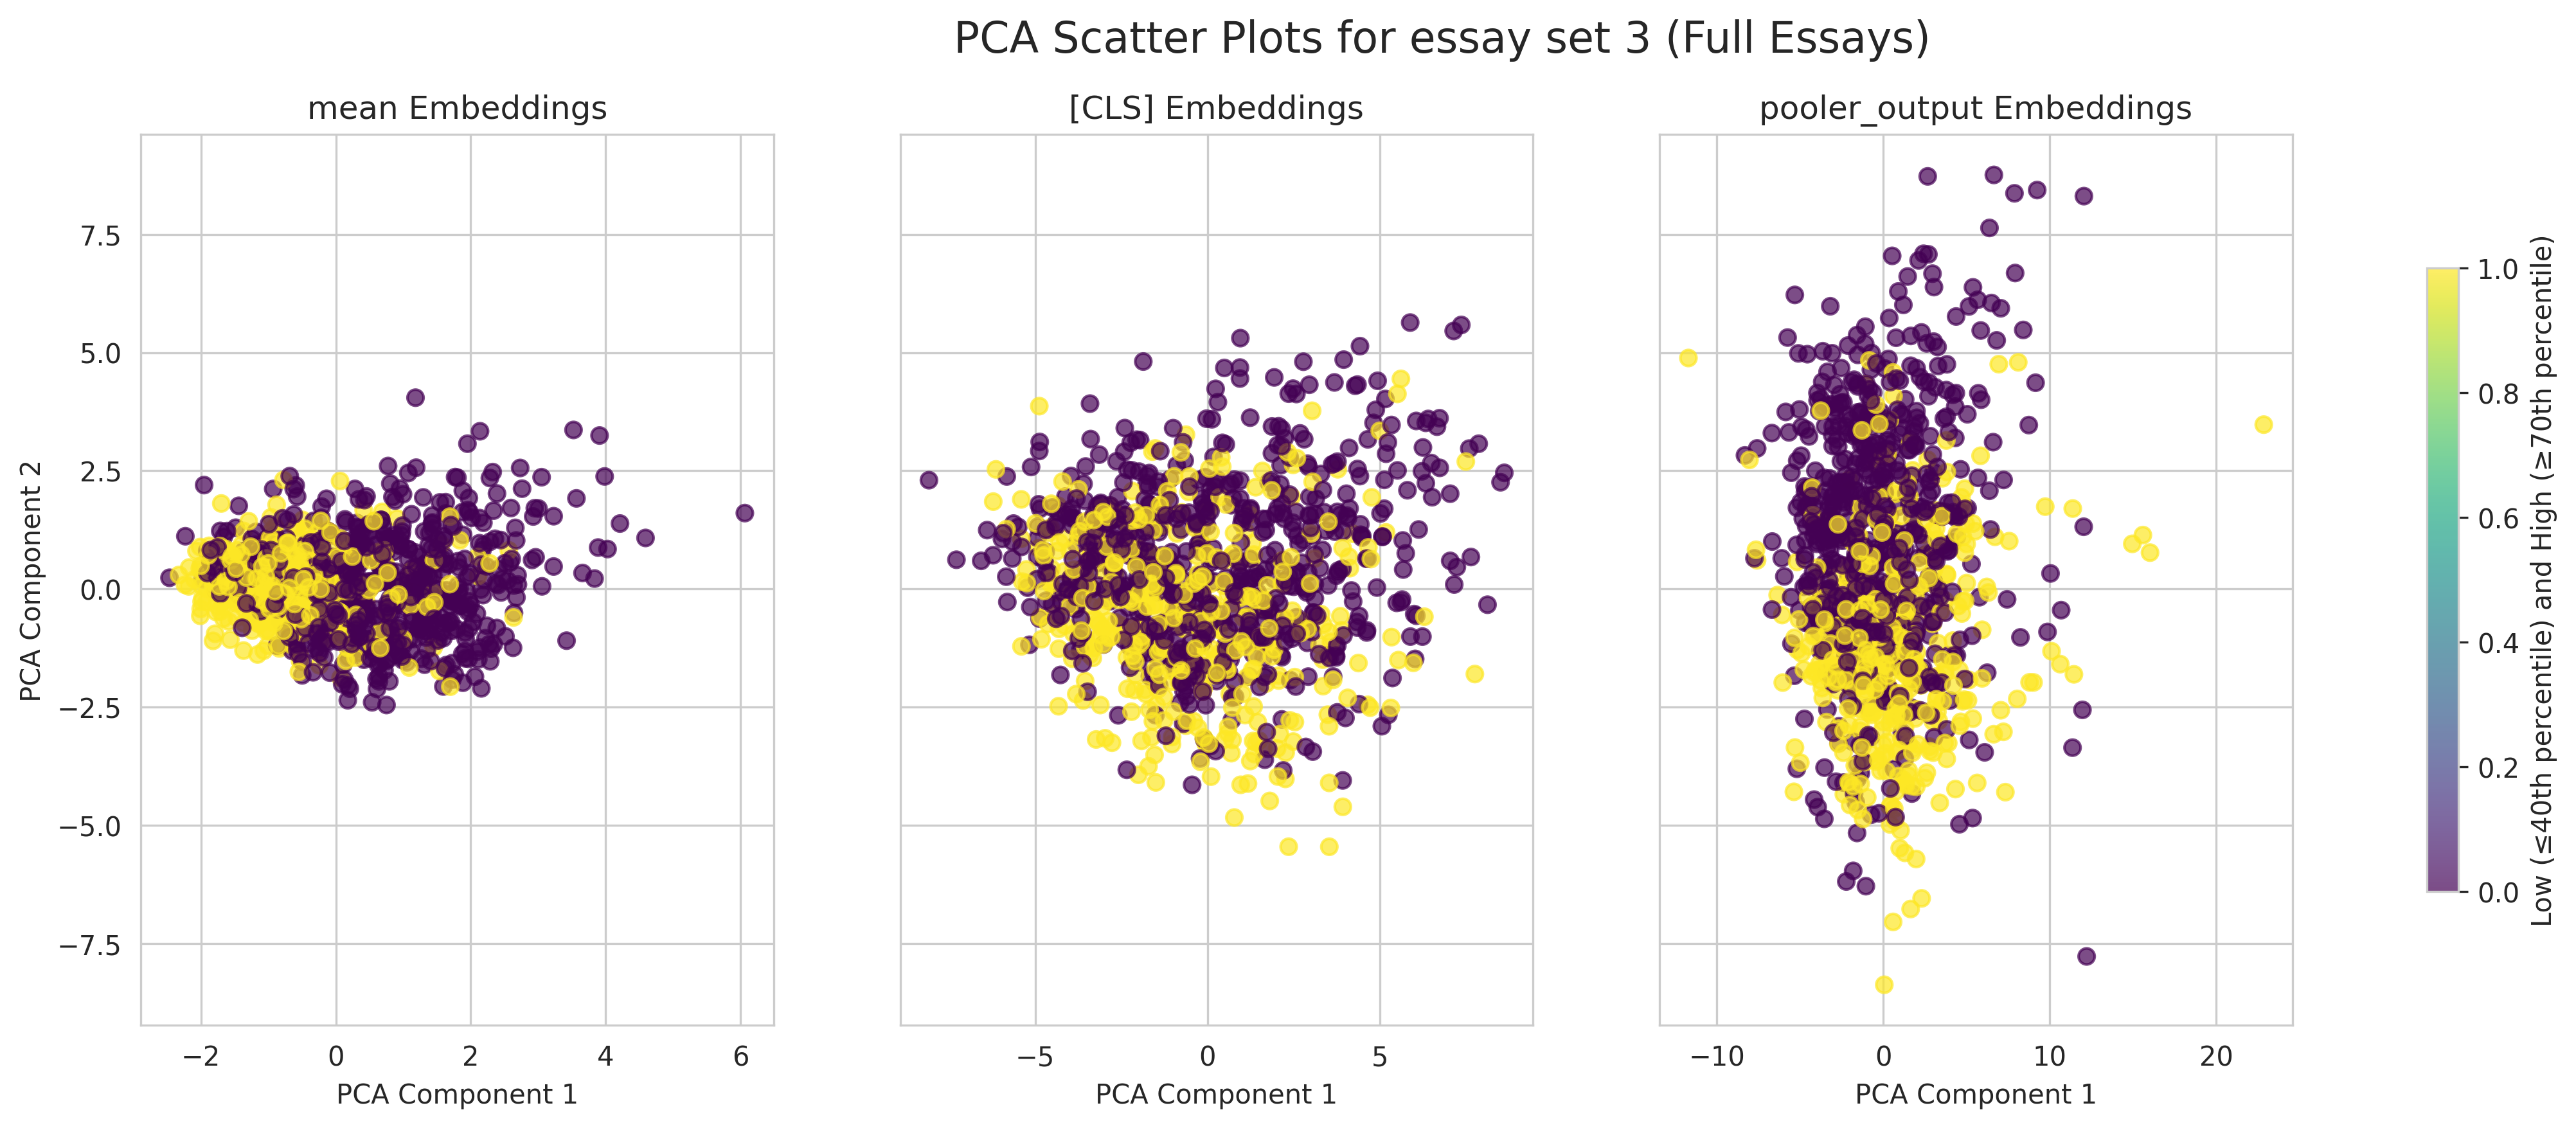 PCA Scatter Plots for essay set 3 (Full Essays)
mean Embeddings
[CLS] Embeddings
pooler_output Embeddings
PCA Component 2
7.5
5.0
2.5
0.0
−2.5
−5.0
−7.5
−2 0 2 4 6
PCA Component 1
−5 0 5
PCA Component 1
−10 0 10 20
PCA Component 1
1.0
0.8
0.6
0.4
0.2
0.0
Low (≤40th percentile) and High (≥70th percentile)